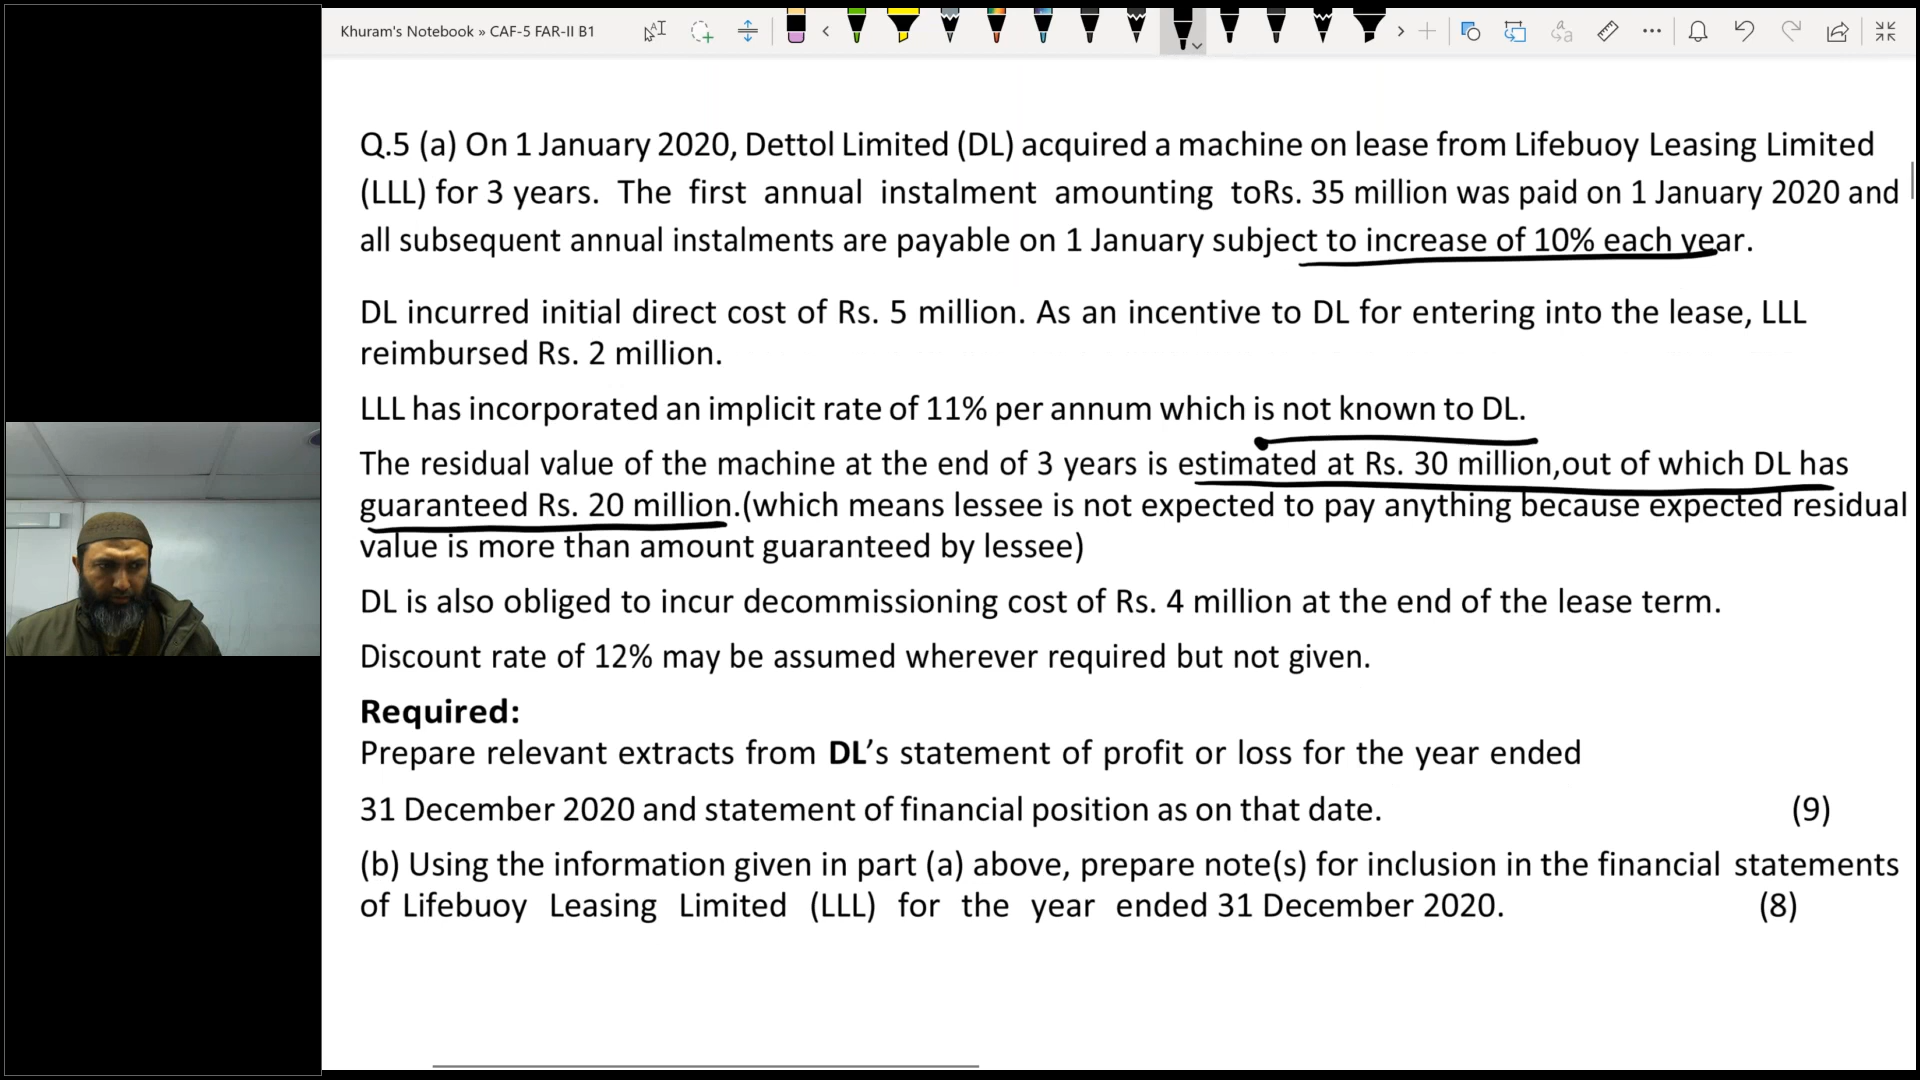 Khuram's Notebook » CAF-5 FAR-II B1
Q.5 (a) On 1 January 2020, Dettol Limited (DL) acquired a machine on lease from Lifebuoy Leasing Limited
(LLL) for 3 years. The first annual instalment amounting toRs. 35 million was paid on 1 January 2020 and
all subsequent annual instalments are payable on 1 January subject to increase of 10% each year.
DL incurred initial direct cost of Rs. 5 million. As an incentive to DL for entering into the lease, LLL
reimbursed Rs. 2 million.
LLL has incorporated an implicit rate of 11% per annum which is not known to DL.
The residual value of the machine at the end of 3 years is estimated at Rs. 30 million,out of which DL has
guaranteed Rs. 20 million.(which means lessee is not expected to pay anything because expected residual
value is more than amount guaranteed by lessee)
DL is also obliged to incur decommissioning cost of Rs. 4 million at the end of the lease term.
Discount rate of 12% may be assumed wherever required but not given.
Required:
Prepare relevant extracts from DL's statement of profit or loss for the year ended
31 December 2020 and statement of financial position as on that date. (9)
(b) Using the information given in part (a) above, prepare note(s) for inclusion in the financial statements
of Lifebuoy Leasing Limited (LLL) for the year ended 31 December 2020. (8)